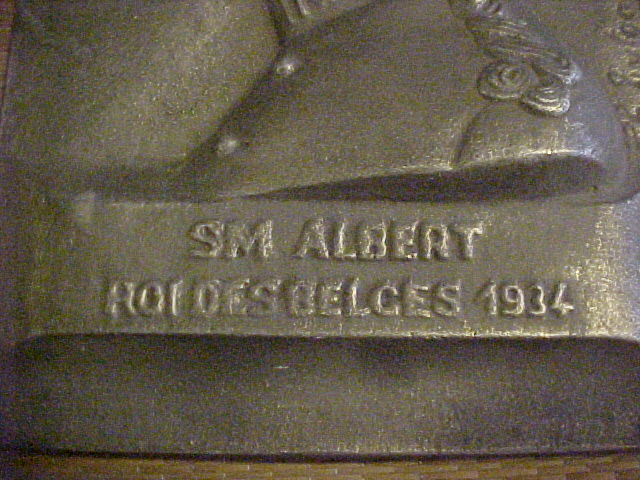 SM ALBERT
ROI DES BELGES 1934